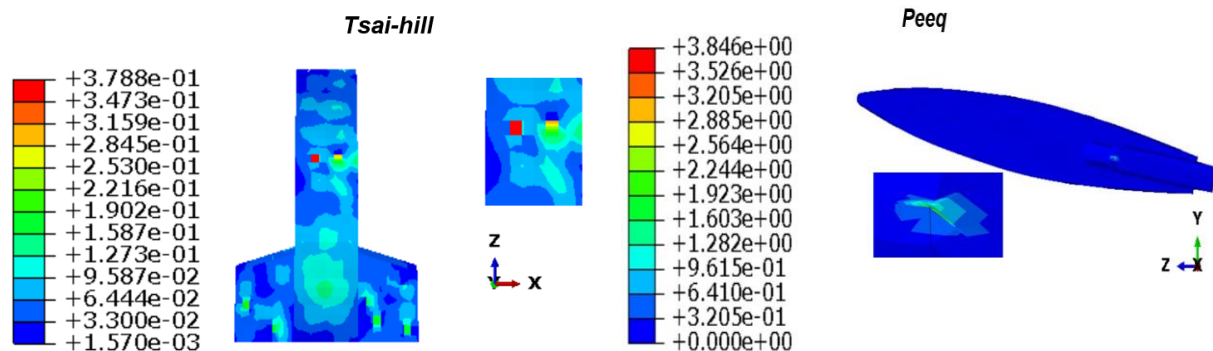 Tsai-hill
+3.788e-01
+3.473e-01
+3.159e-01
+2.845e-01
+2.530e-01
+2.216e-01
+1.902e-01
+1.587e-01
+1.273e-01
+9.587e-02
+6.444e-02
+3.300e-02
+1.570e-03
Z
Y
X
Peeq
+3.846e+00
+3.526e+00
+3.205e+00
+2.885e+00
+2.564e+00
+2.244e+00
+1.923e+00
+1.603e+00
+1.282e+00
+9.615e-01
+6.410e-01
+3.205e-01
+0.000e+00
Y
Z
X